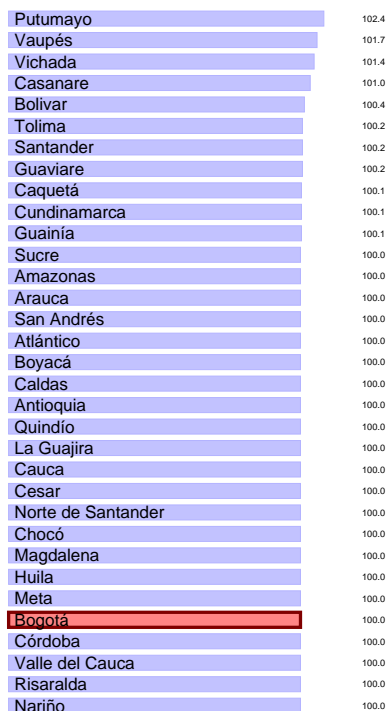 Putumayo 102.4
Vaupés 101.7
Vichada 101.4
Casanare 101.0
Bolivar 100.4
Tolima 100.2
Santander 100.2
Guaviare 100.2
Caquetá 100.1
Cundinamarca 100.1
Guainía 100.1
Sucre 100.0
Amazonas 100.0
Arauca 100.0
San Andrés 100.0
Atlántico 100.0
Boyacá 100.0
Caldas 100.0
Antioquia 100.0
Quindío 100.0
La Guajira 100.0
Cauca 100.0
Cesar 100.0
Norte de Santander 100.0
Chocó 100.0
Magdalena 100.0
Huila 100.0
Meta 100.0
Bogotá 100.0
Córdoba 100.0
Valle del Cauca 100.0
Risaralda 100.0
Nariño 100.0